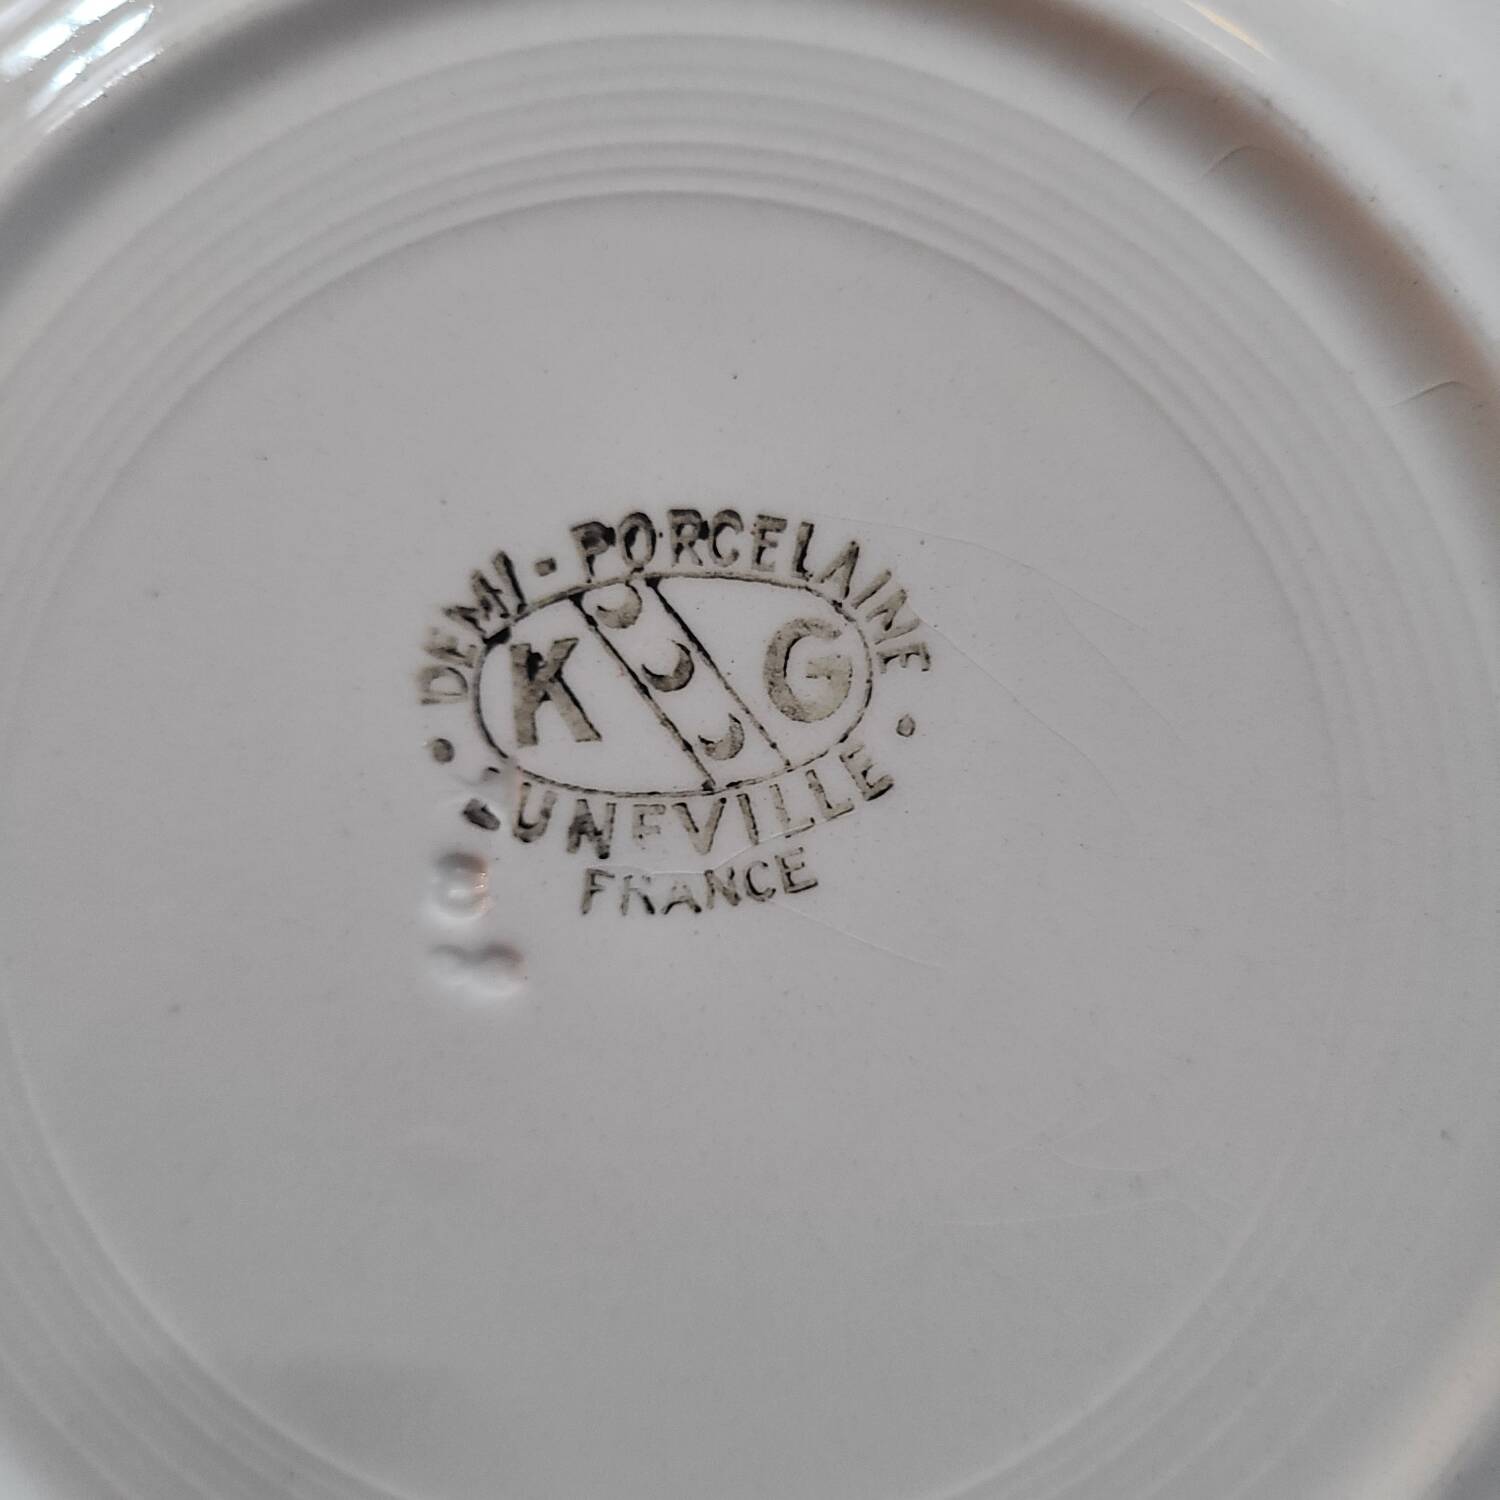 DEMI-PORCELAINE
K G
LUNEVILLE
FRANCE